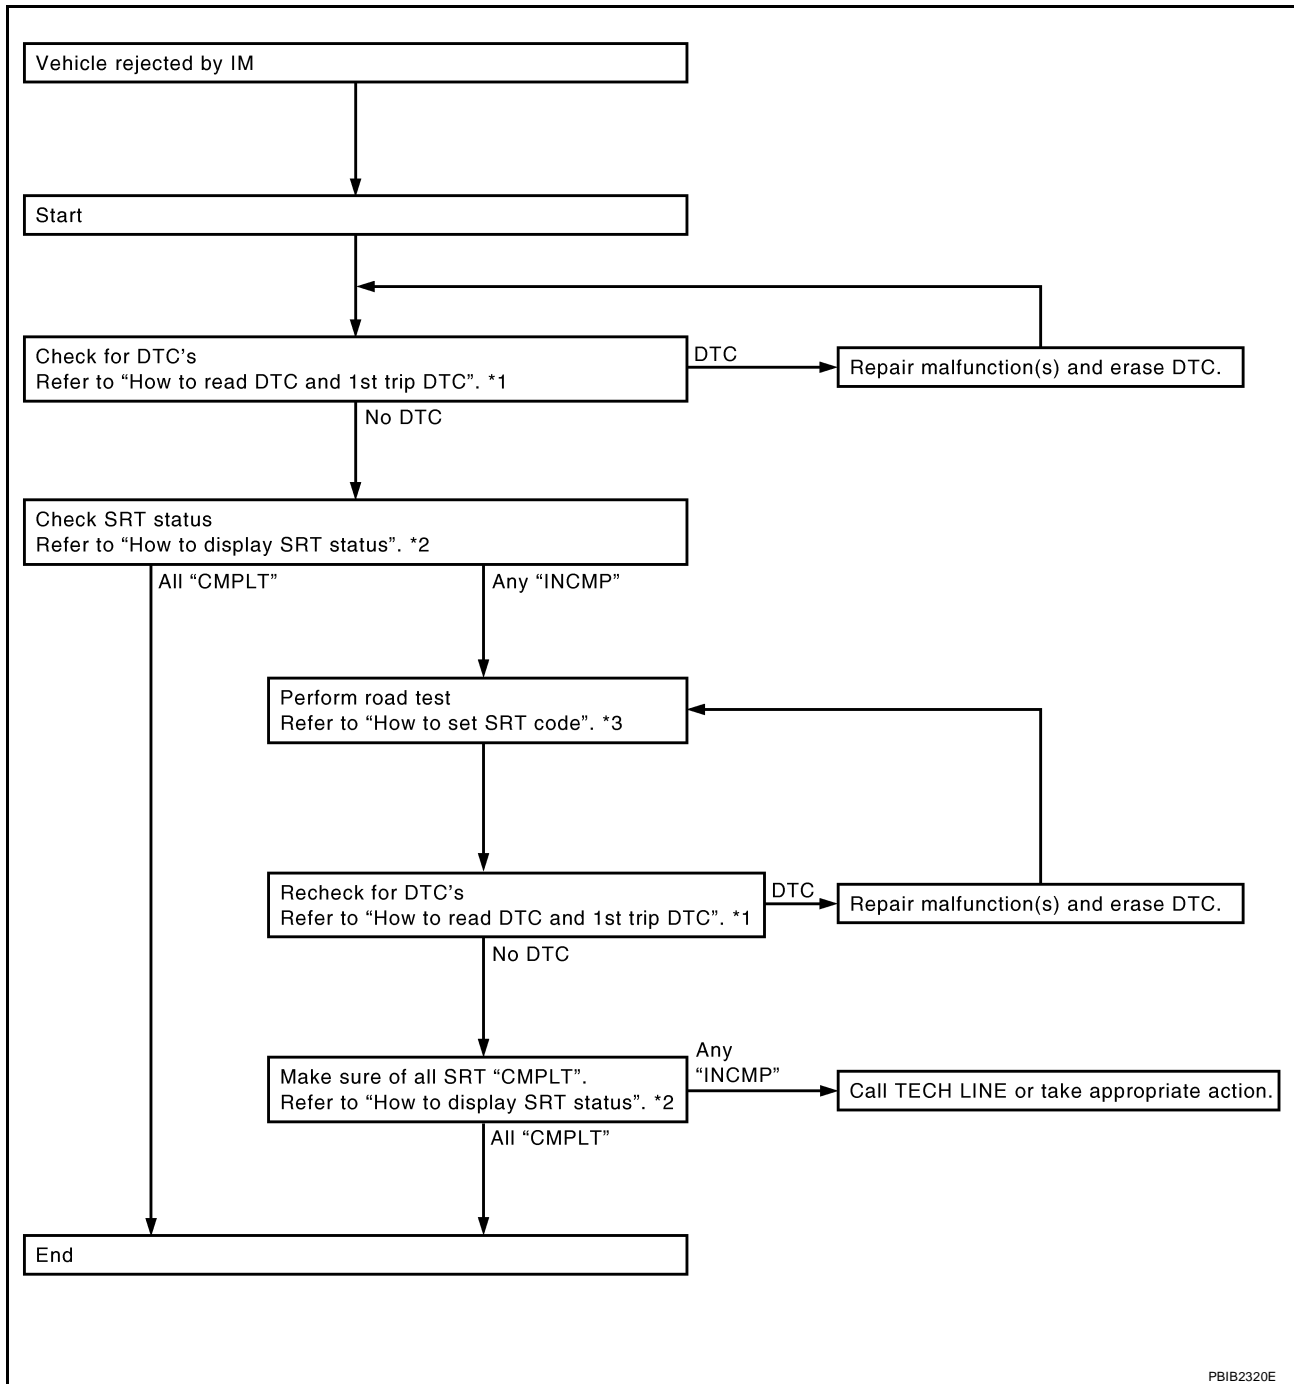 Vehicle rejected by IM
Start
Check for DTC's
Refer to “How to read DTC and 1st trip DTC”. *1
DTC
Repair malfunction(s) and erase DTC.
No DTC
Check SRT status
Refer to “How to display SRT status”. *2
All “CMPLT”
Any “INCMP”
Perform road test
Refer to “How to set SRT code”. *3
Recheck for DTC's
Refer to “How to read DTC and 1st trip DTC”. *1
DTC
Repair malfunction(s) and erase DTC.
No DTC
Make sure of all SRT “CMPLT”.
Refer to “How to display SRT status”. *2
Any
“INCMP”
Call TECH LINE or take appropriate action.
All “CMPLT”
End
PBIB2320E